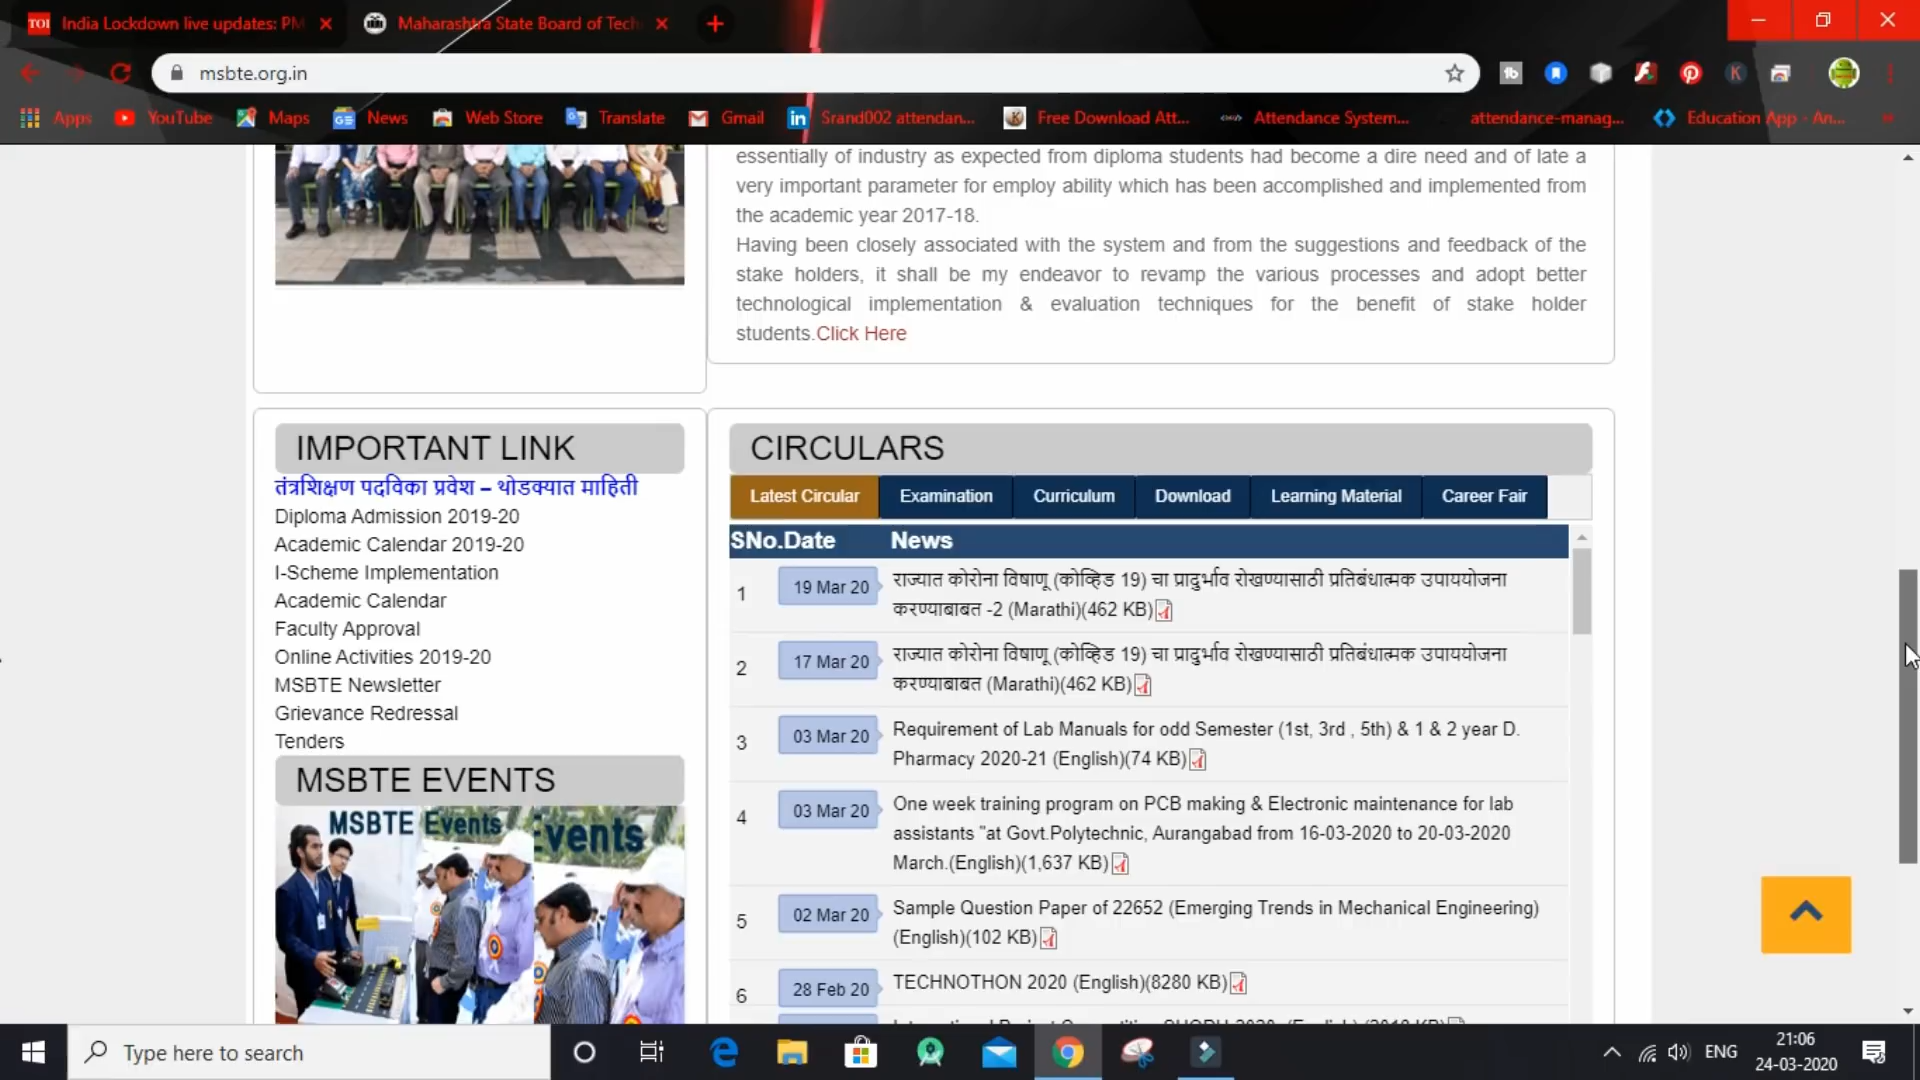 India Lockdown live updates: PM
Maharashtra State Board of Tech
msbte.org.in
Apps
YouTube
Maps
News
Web Store
Translate
Gmail
Srand002 attendan...
Free Download Att...
Attendance System...
attendance-manag...
Education App - An...
essentially of industry as expected from diploma students had become a dire need and of late a
very important parameter for employ ability which has been accomplished and implemented from
the academic year 2017-18.
Having been closely associated with the system and from the suggestions and feedback of the
stake holders, it shall be my endeavor to revamp the various processes and adopt better
technological implementation & evaluation techniques for the benefit of stake holder
students.Click Here
IMPORTANT LINK
तंत्रशिक्षण पदविका प्रवेश – थोडक्यात माहिती
Diploma Admission 2019-20
Academic Calendar 2019-20
I-Scheme Implementation
Academic Calendar
Faculty Approval
Online Activities 2019-20
MSBTE Newsletter
Grievance Redressal
Tenders
MSBTE EVENTS
MSBTE Events
Events
CIRCULARS
Latest Circular
Examination
Curriculum
Download
Learning Material
Career Fair
SNo.Date News
1 19 Mar 20 राज्यात कोरोना विषाणू (कोव्हिड 19) चा प्रादुर्भाव रोखण्यासाठी प्रतिबंधात्मक उपाययोजना
करण्याबाबत -2 (Marathi)(462 KB)
2 17 Mar 20 राज्यात कोरोना विषाणू (कोव्हिड 19) चा प्रादुर्भाव रोखण्यासाठी प्रतिबंधात्मक उपाययोजना
करण्याबाबत (Marathi)(462 KB)
3 03 Mar 20 Requirement of Lab Manuals for odd Semester (1st, 3rd , 5th) & 1 & 2 year D.
Pharmacy 2020-21 (English)(74 KB)
4 03 Mar 20 One week training program on PCB making & Electronic maintenance for lab
assistants "at Govt.Polytechnic, Aurangabad from 16-03-2020 to 20-03-2020
March.(English)(1,637 KB)
5 02 Mar 20 Sample Question Paper of 22652 (Emerging Trends in Mechanical Engineering)
(English)(102 KB)
6 28 Feb 20 TECHNOTHON 2020 (English)(8280 KB)
Type here to search
ENG
21:06
24-03-2020